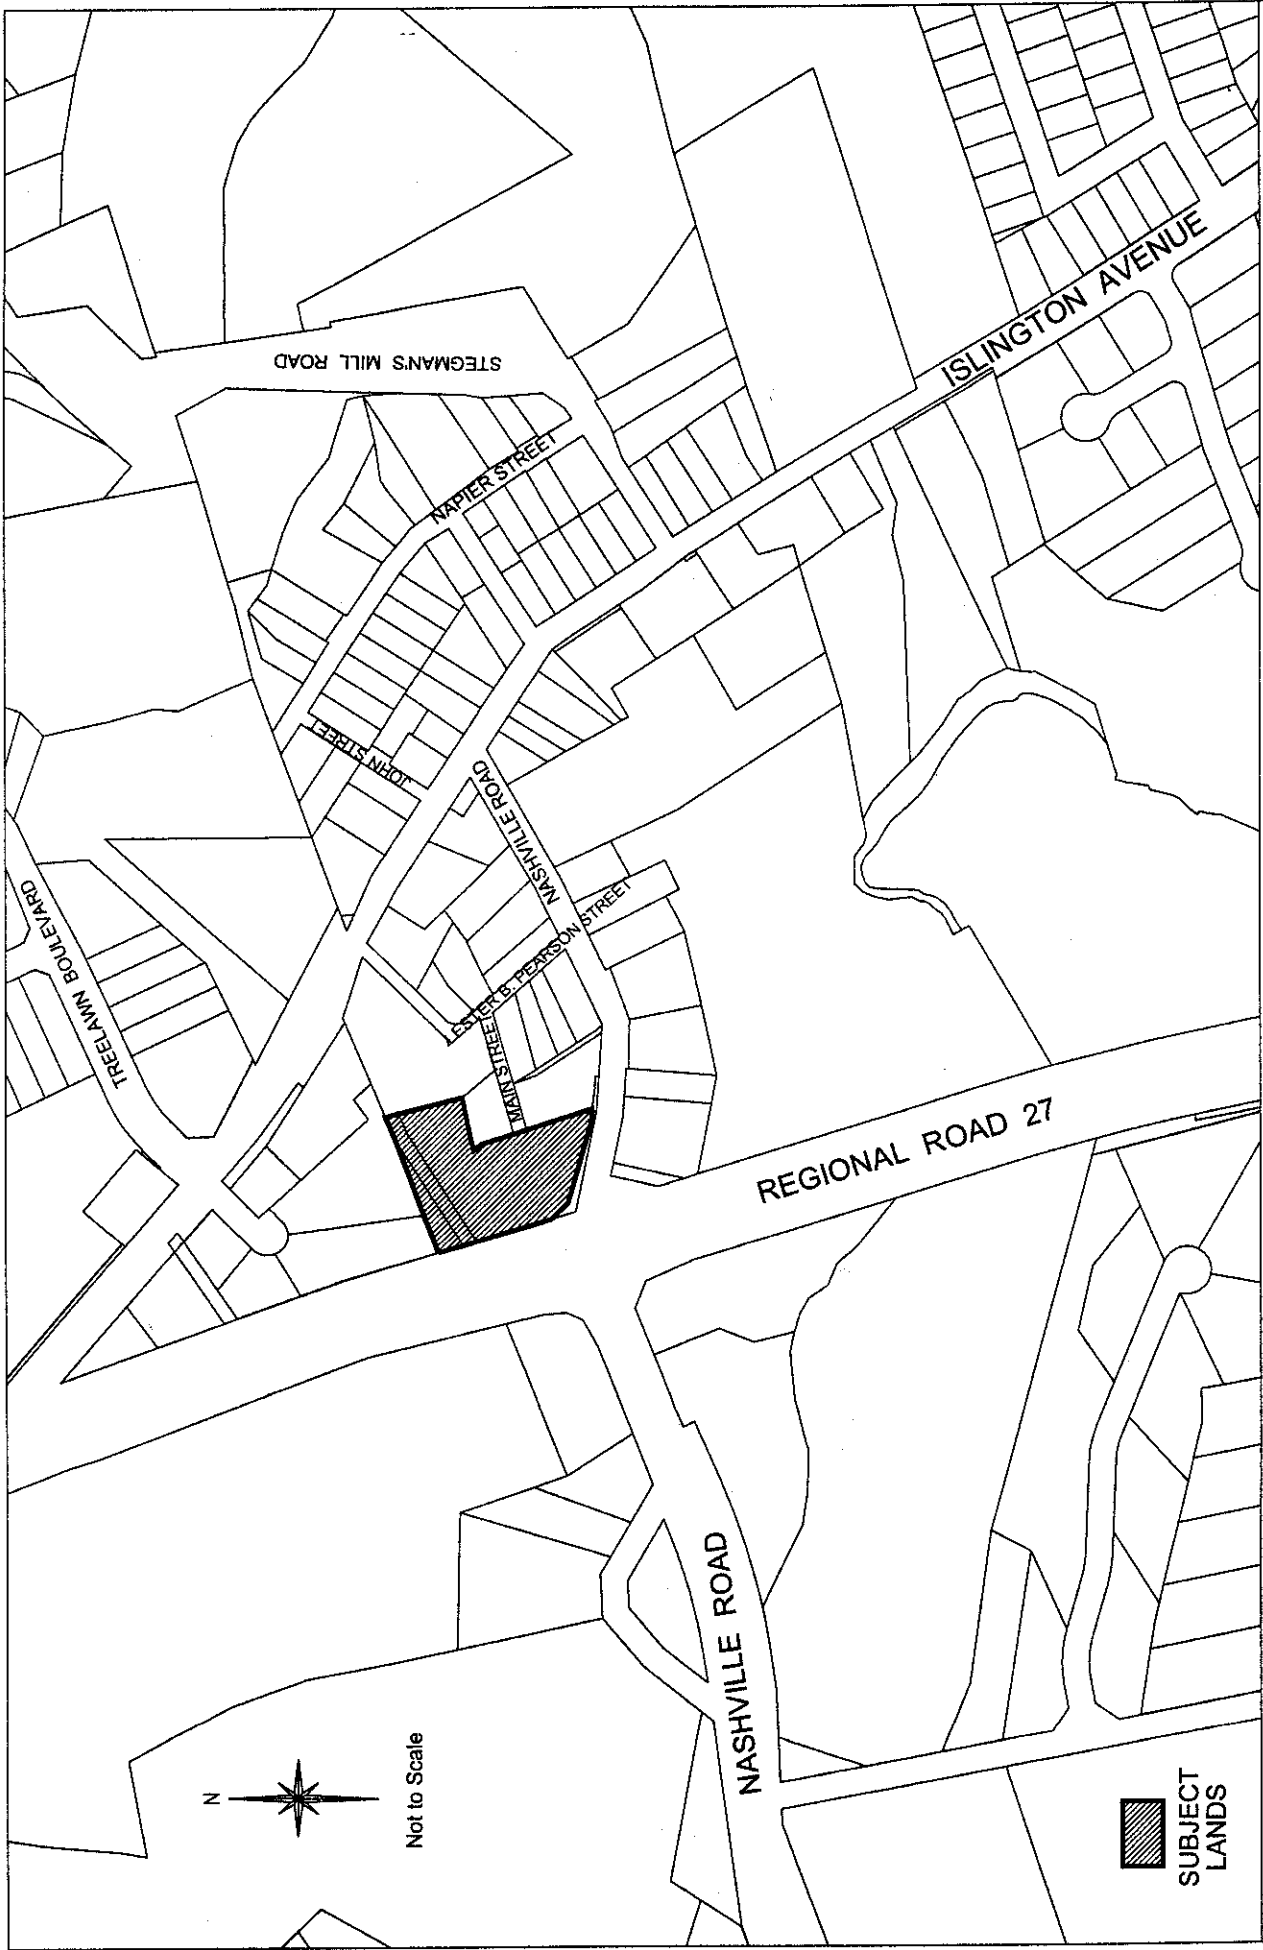 TREELAWN BOULEVARD
STEGMAN'S MILL ROAD
NAPIER STREET
JOHN STREET
NASHVILLE ROAD
ESTER B. PEARSON STREET
MAIN STREET
ISLINGTON AVENUE
REGIONAL ROAD 27
NASHVILLE ROAD
N
Not to Scale
SUBJECT
LANDS